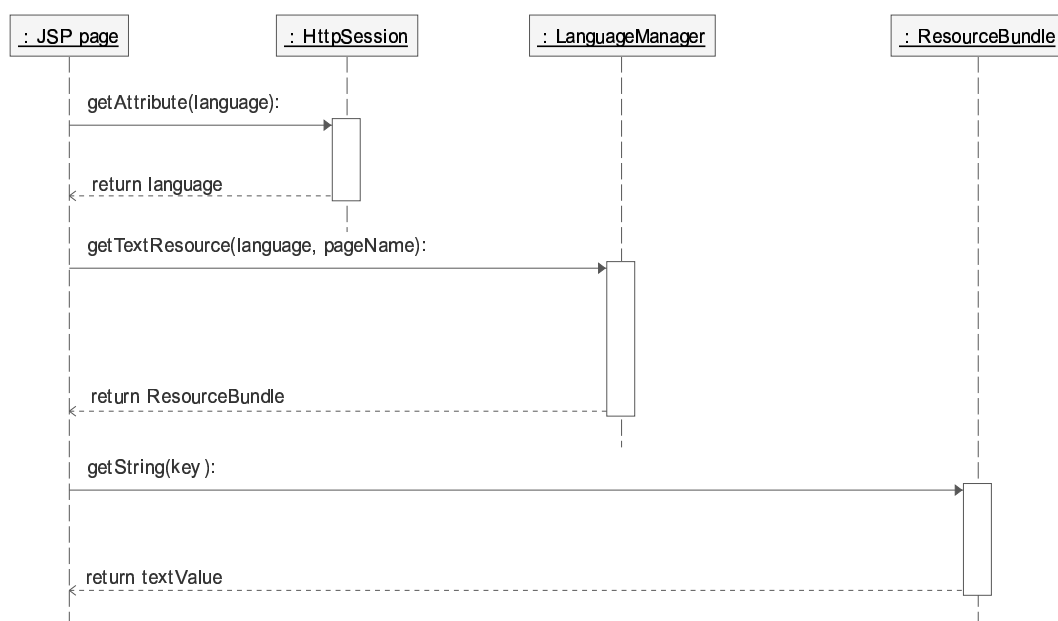 : JSP page
: HttpSession
: LanguageManager
: ResourceBundle
getAttribute(language):
return language
getTextResource(language, pageName):
return ResourceBundle
getString(key):
return textValue